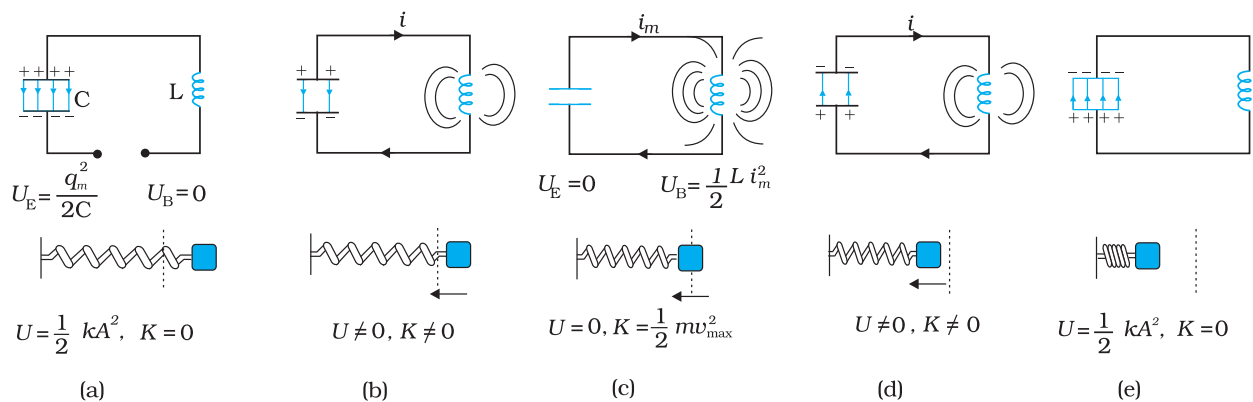 i
i_m
i
+ + + +
C
L
– – – – –
+ +
– –
– –
+ +
– – – – –
+ + + +
U_E = q_m^2 / 2C
U_B = 0
U_E = 0
U_B = 1/2 L i_m^2
U = 1/2 kA^2, K = 0
U ≠ 0, K ≠ 0
U = 0, K = 1/2 mv_max^2
U ≠ 0, K ≠ 0
U = 1/2 kA^2, K = 0
(a)
(b)
(c)
(d)
(e)